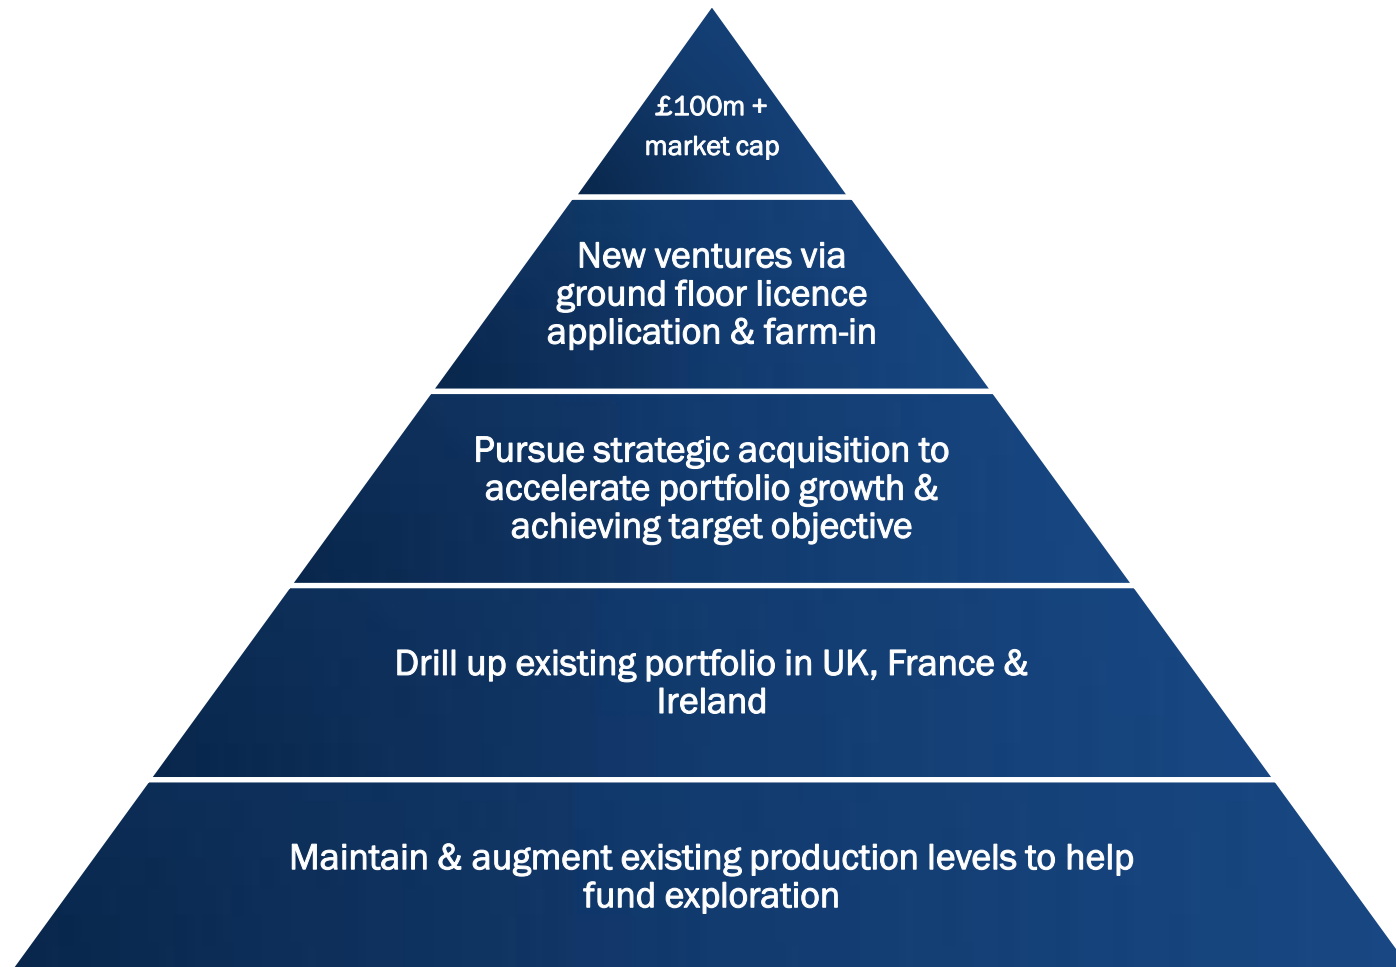 £100m +
market cap
New ventures via
ground floor licence
application & farm-in
Pursue strategic acquisition to
accelerate portfolio growth &
achieving target objective
Drill up existing portfolio in UK, France &
Ireland
Maintain & augment existing production levels to help
fund exploration